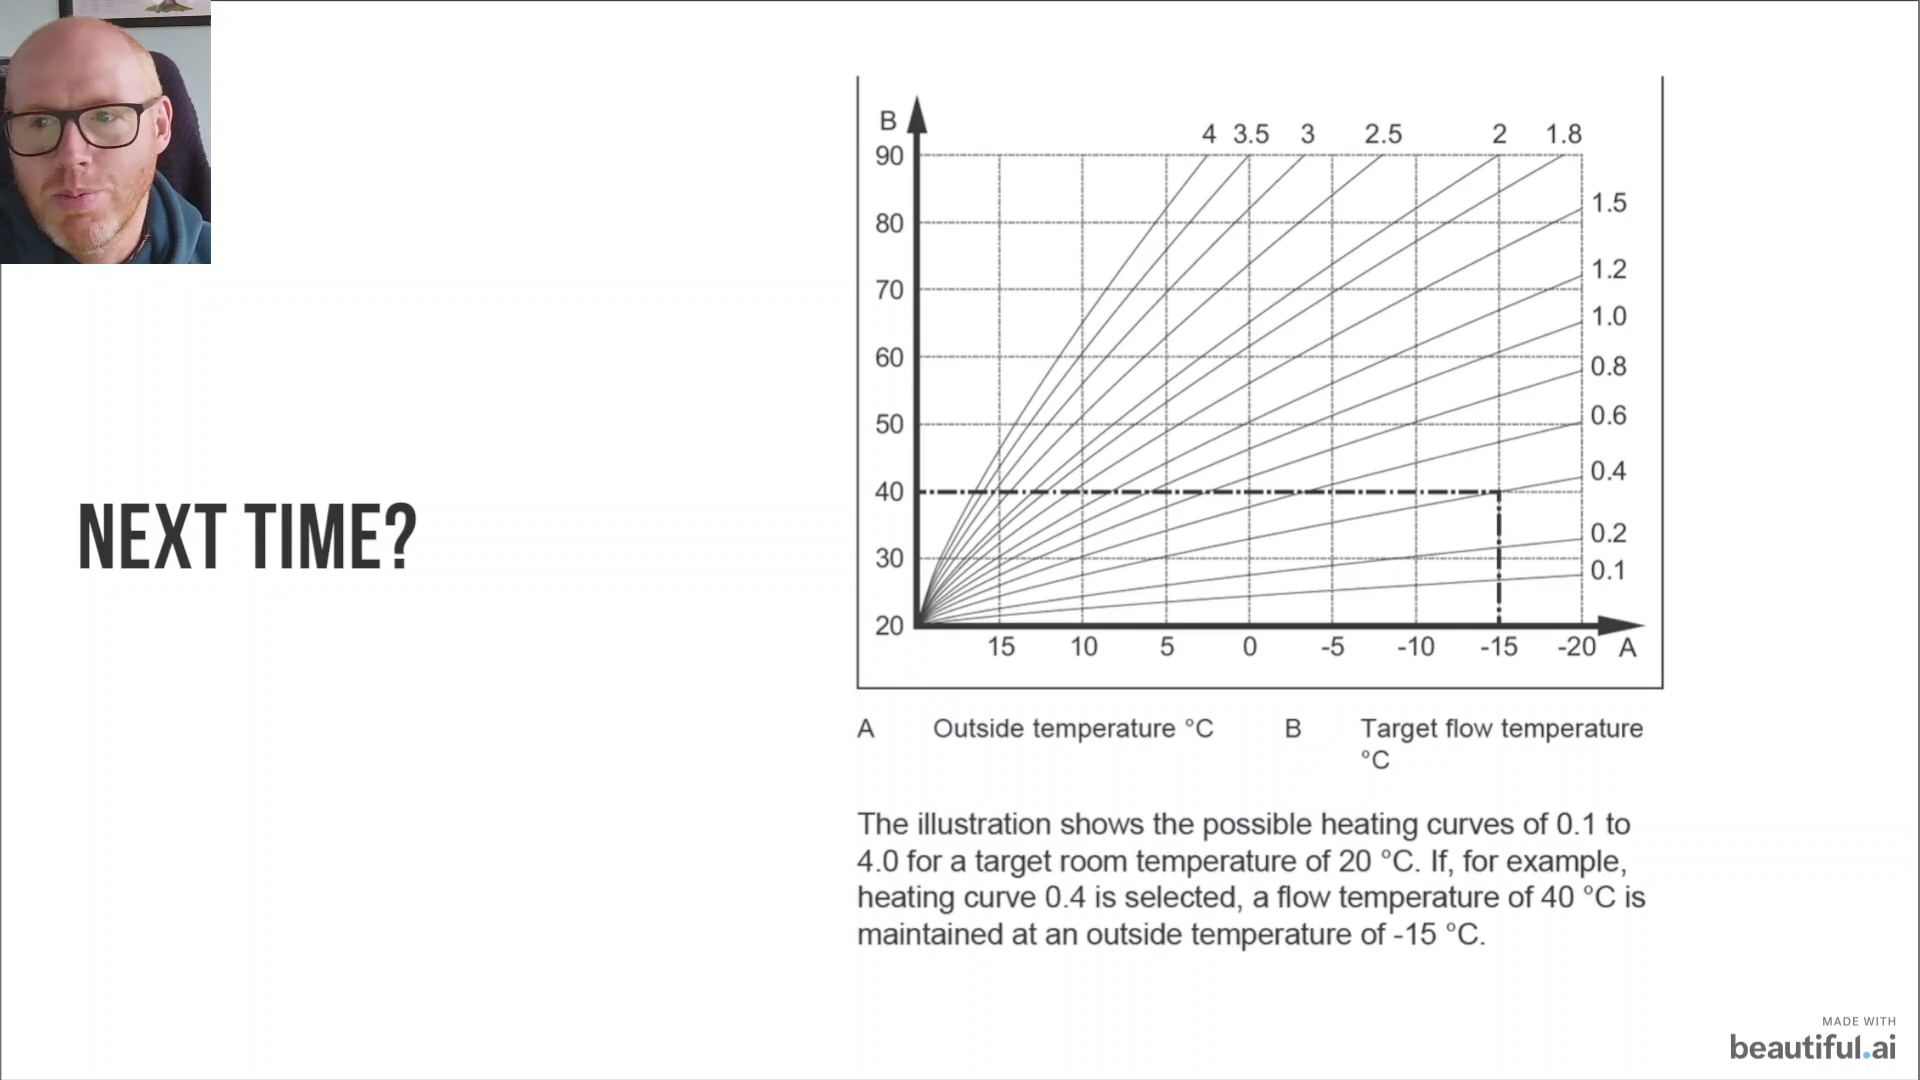 NEXT TIME?
B
4 3.5 3 2.5 2 1.8
90
80
70
60
50
40
30
20
1.5
1.2
1.0
0.8
0.6
0.4
0.2
0.1
15 10 5 0 -5 -10 -15 -20 A
A Outside temperature °C B Target flow temperature
°C
The illustration shows the possible heating curves of 0.1 to
4.0 for a target room temperature of 20 °C. If, for example,
heating curve 0.4 is selected, a flow temperature of 40 °C is
maintained at an outside temperature of -15 °C.
MADE WITH
beautiful.ai